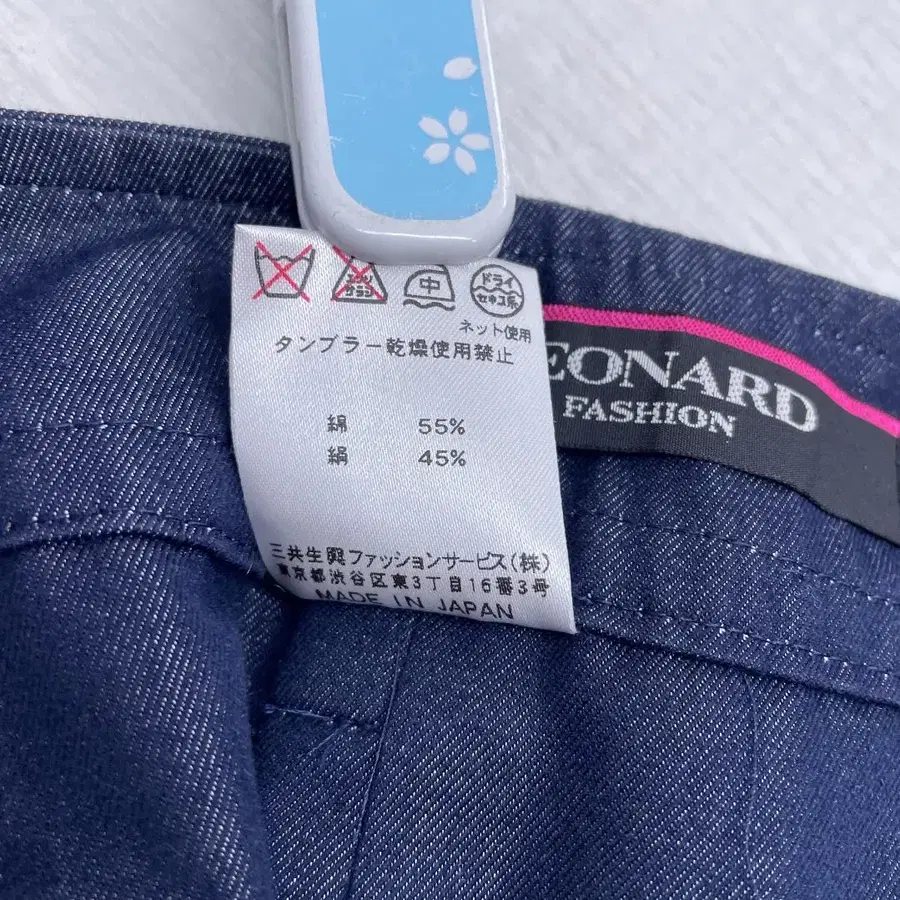 エンソ
サラシ
中
ドライ
セキユ系
ネット使用
タンブラー乾燥使用禁止
綿 55%
絹 45%
三共生興ファッションサービス(株)
東京都渋谷区東3丁目16番3号
MADE IN JAPAN
EONARD
FASHION